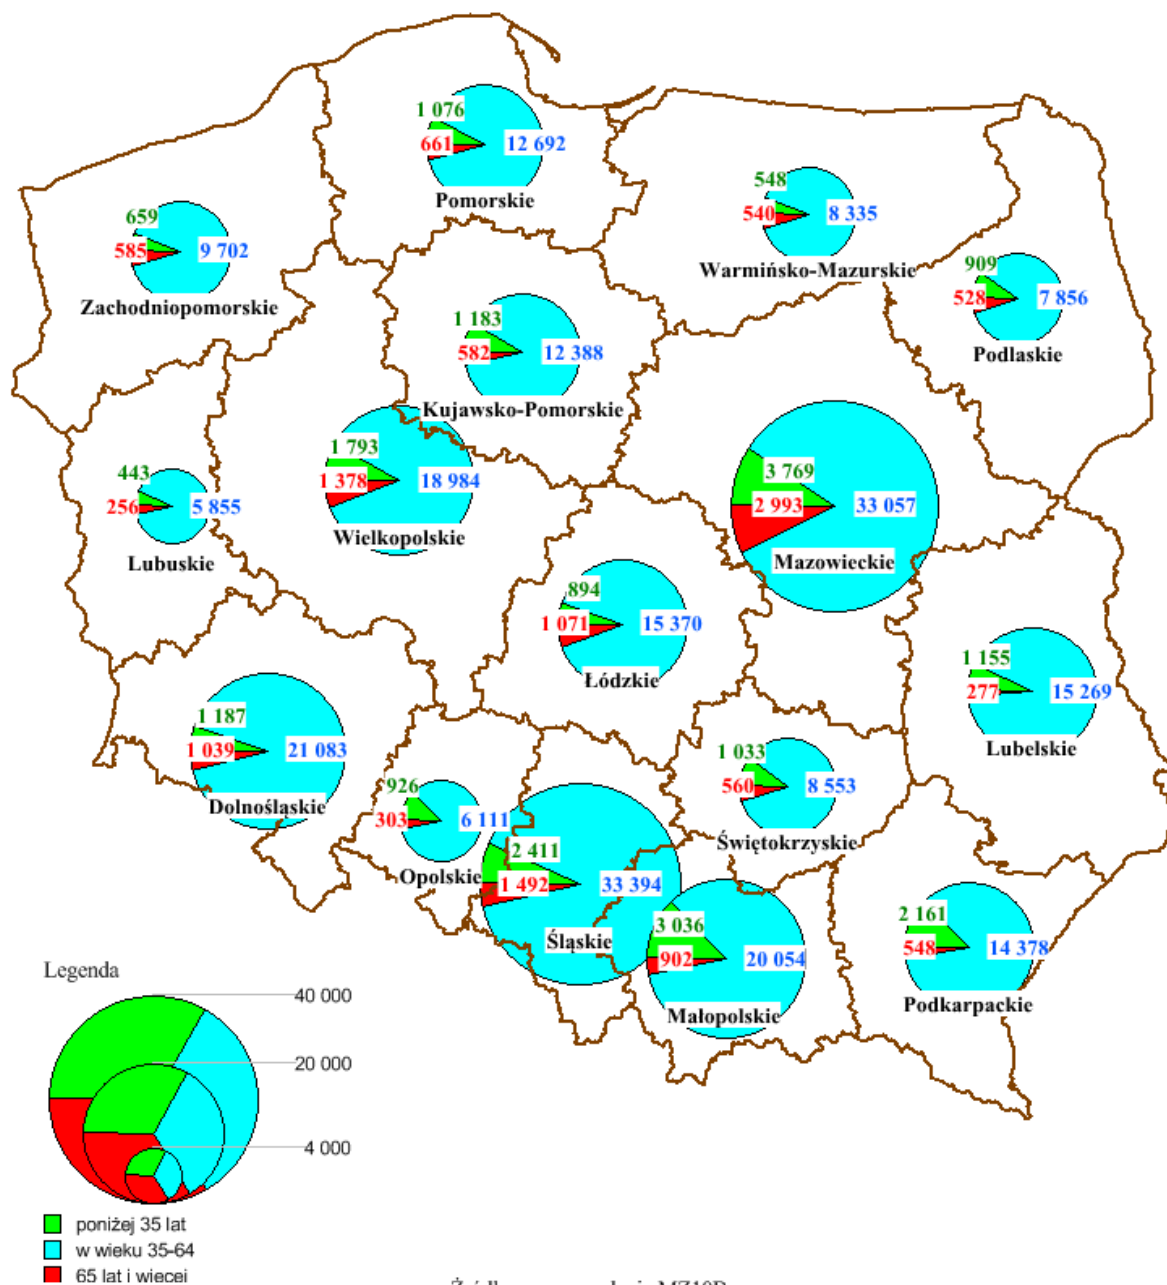 1 076
661
12 692
Pomorskie
548
540
8 335
Warmińsko-Mazurskie
659
585
9 702
Zachodniopomorskie
909
528
7 856
Podlaskie
1 183
582
12 388
Kujawsko-Pomorskie
443
256
5 855
Lubuskie
1 793
1 378
18 984
Wielkopolskie
3 769
2 993
33 057
Mazowieckie
894
1 071
15 370
Łódzkie
1 155
277
15 269
Lubelskie
1 187
1 039
21 083
Dolnośląskie
926
303
6 111
Opolskie
1 033
560
8 553
Świętokrzyskie
2 411
1 492
33 394
Śląskie
3 036
902
20 054
Małopolskie
2 161
548
14 378
Podkarpackie
Legenda
40 000
20 000
4 000
poniżej 35 lat
w wieku 35-64
65 lat i więcej